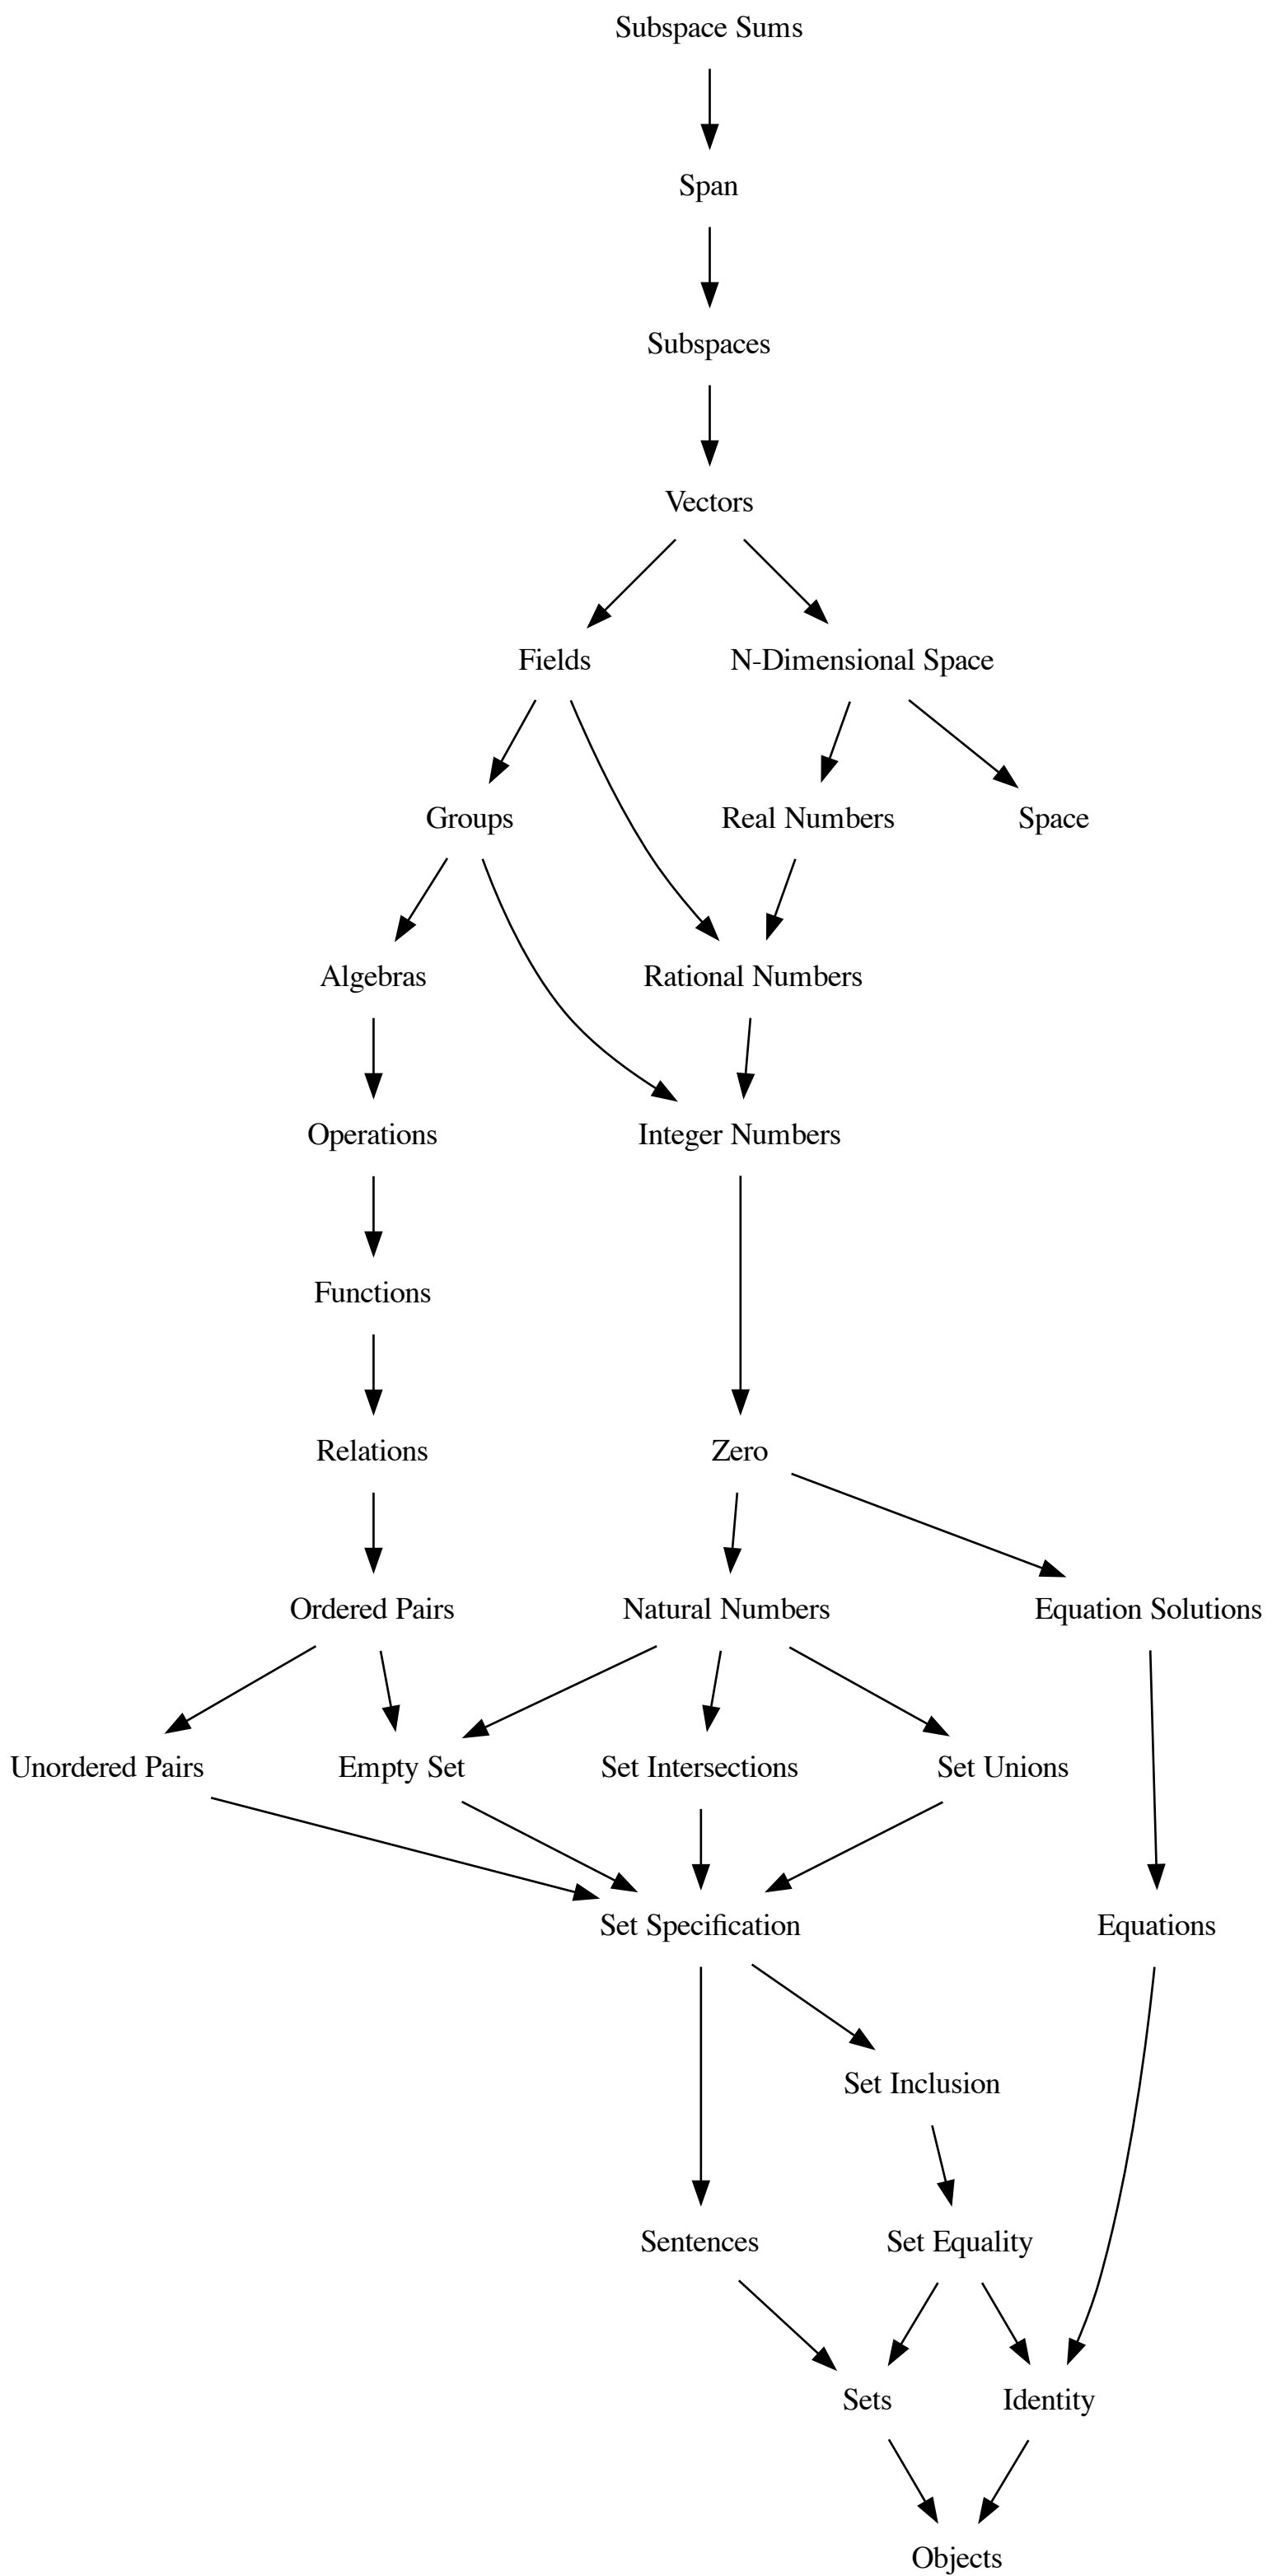 Subspace Sums
Span
Subspaces
Vectors
Fields
N-Dimensional Space
Groups
Real Numbers
Space
Algebras
Rational Numbers
Operations
Integer Numbers
Functions
Relations
Zero
Ordered Pairs
Natural Numbers
Equation Solutions
Unordered Pairs
Empty Set
Set Intersections
Set Unions
Set Specification
Equations
Set Inclusion
Sentences
Set Equality
Sets
Identity
Objects